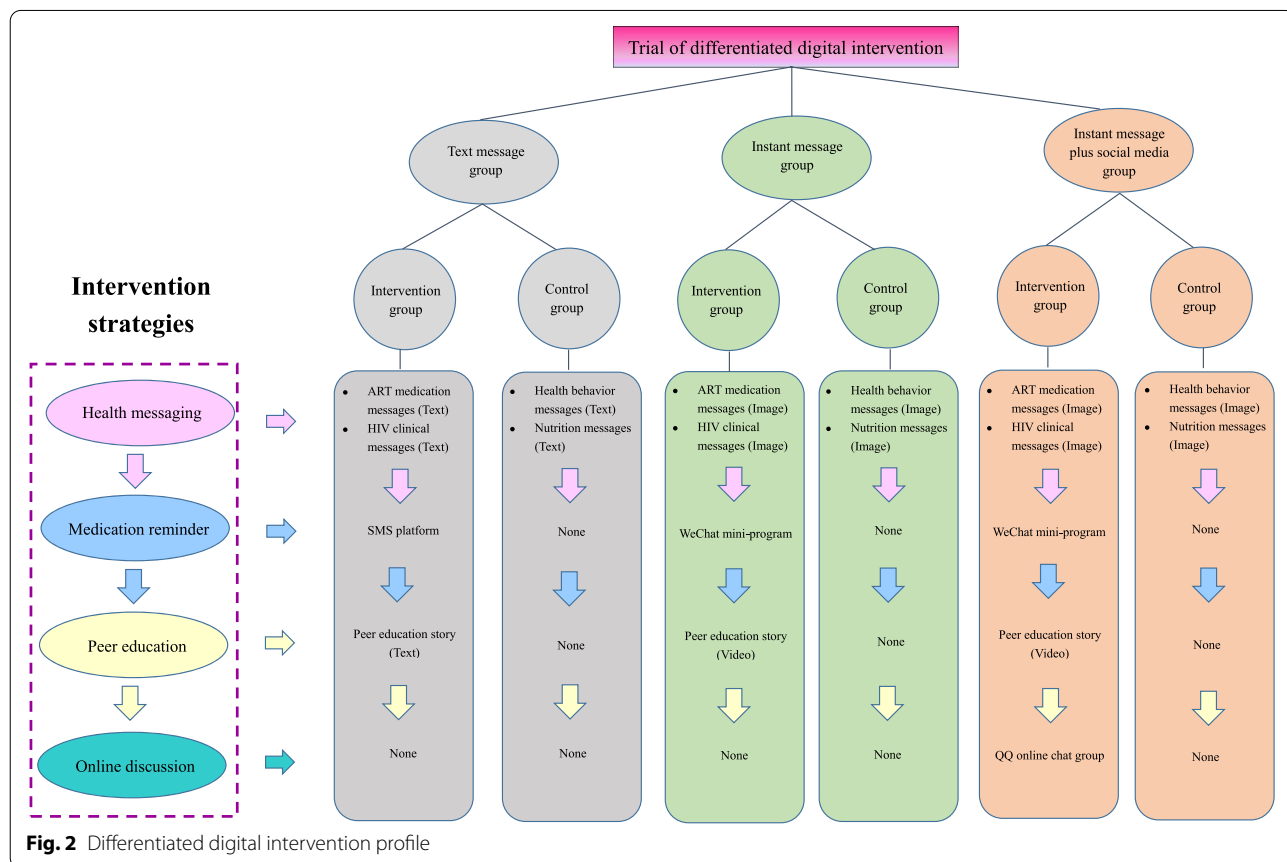 Trial of differentiated digital intervention
Text message
group
Instant message
group
Instant message
plus social media
group
Intervention
group
Control
group
Intervention
group
Control
group
Intervention
group
Control
group
Intervention
strategies
Health messaging
Medication reminder
Peer education
Online discussion
• ART medication
messages (Text)
• HIV clinical
messages (Text)
SMS platform
Peer education story
(Text)
None
• Health behavior
messages (Text)
• Nutrition messages
(Text)
None
None
None
• ART medication
messages (Image)
• HIV clinical
messages (Image)
WeChat mini-program
Peer education story
(Video)
None
• Health behavior
messages (Image)
• Nutrition messages
(Image)
None
None
None
• ART medication
messages (Image)
• HIV clinical
messages (Image)
WeChat mini-program
Peer education story
(Video)
QQ online chat group
• Health behavior
messages (Image)
• Nutrition messages
(Image)
None
None
None
Fig. 2 Differentiated digital intervention profile